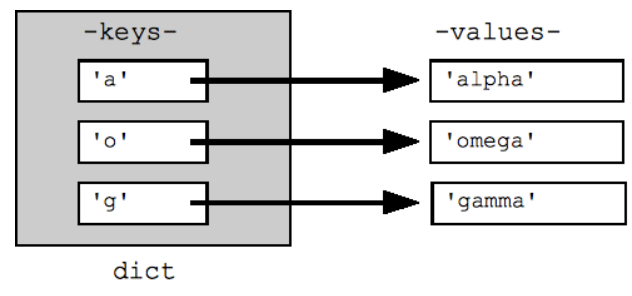 -keys- -values-
'a' 'alpha'
'o' 'omega'
'g' 'gamma'
dict